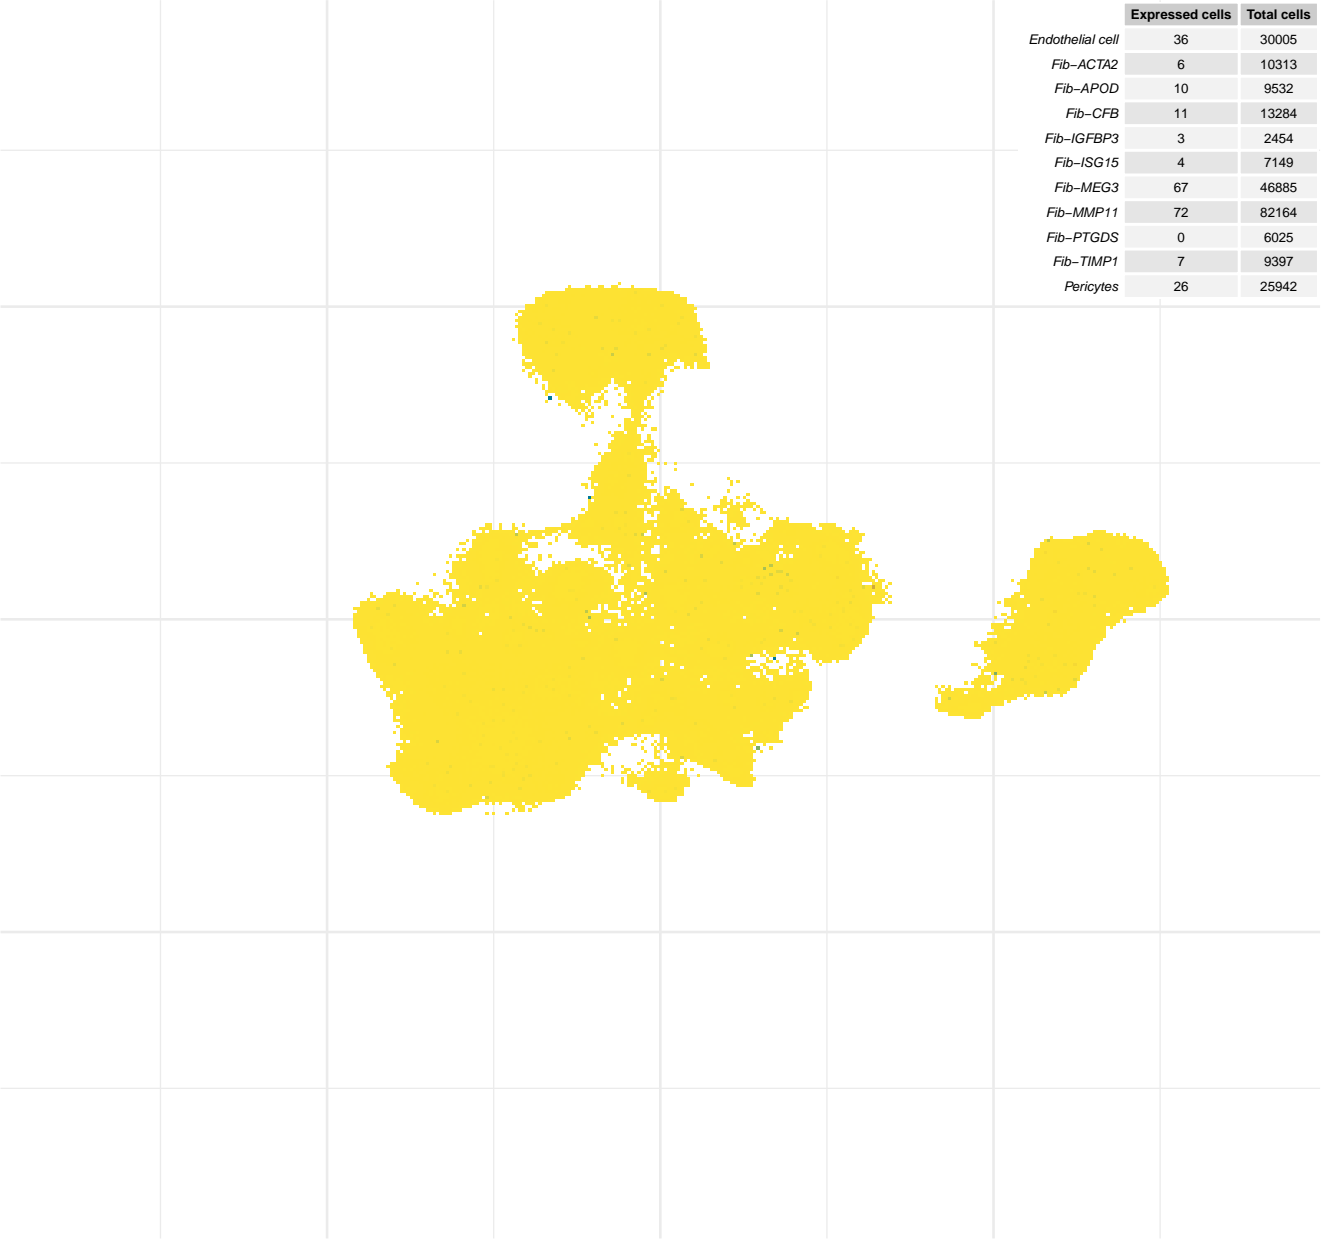 Expressed cells Total cells
Endothelial cell 36 30005
Fib−ACTA2 6 10313
Fib−APOD 10 9532
Fib−CFB 11 13284
Fib−IGFBP3 3 2454
Fib−ISG15 4 7149
Fib−MEG3 67 46885
Fib−MMP11 72 82164
Fib−PTGDS 0 6025
Fib−TIMP1 7 9397
Pericytes 26 25942